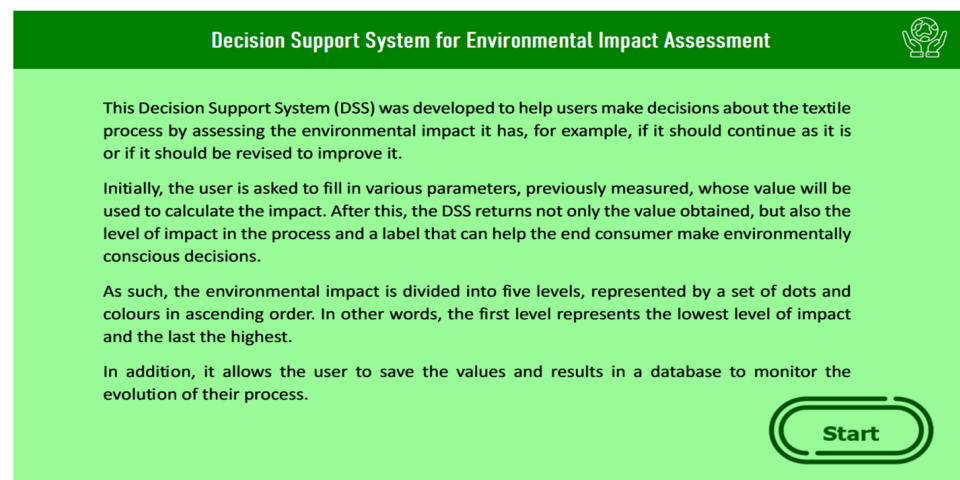 Decision Support System for Environmental Impact Assessment
This Decision Support System (DSS) was developed to help users make decisions about the textile
process by assessing the environmental impact it has, for example, if it should continue as it is
or if it should be revised to improve it.
Initially, the user is asked to fill in various parameters, previously measured, whose value will be
used to calculate the impact. After this, the DSS returns not only the value obtained, but also the
level of impact in the process and a label that can help the end consumer make environmentally
conscious decisions.
As such, the environmental impact is divided into five levels, represented by a set of dots and
colours in ascending order. In other words, the first level represents the lowest level of impact
and the last the highest.
In addition, it allows the user to save the values and results in a database to monitor the
evolution of their process.
Start